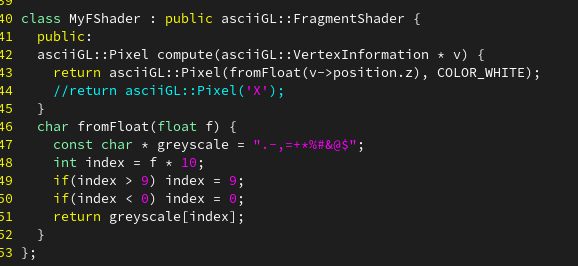 39
40 class MyFShader : public asciiGL::FragmentShader {
41   public:
42   asciiGL::Pixel compute(asciiGL::VertexInformation * v) {
43     return asciiGL::Pixel(fromFloat(v->position.z), COLOR_WHITE);
44     //return asciiGL::Pixel('X');
45   }
46   char fromFloat(float f) {
47     const char * greyscale = ".-,=+*%#&@$";
48     int index = f * 10;
49     if(index > 9) index = 9;
50     if(index < 0) index = 0;
51     return greyscale[index];
52   }
53 };